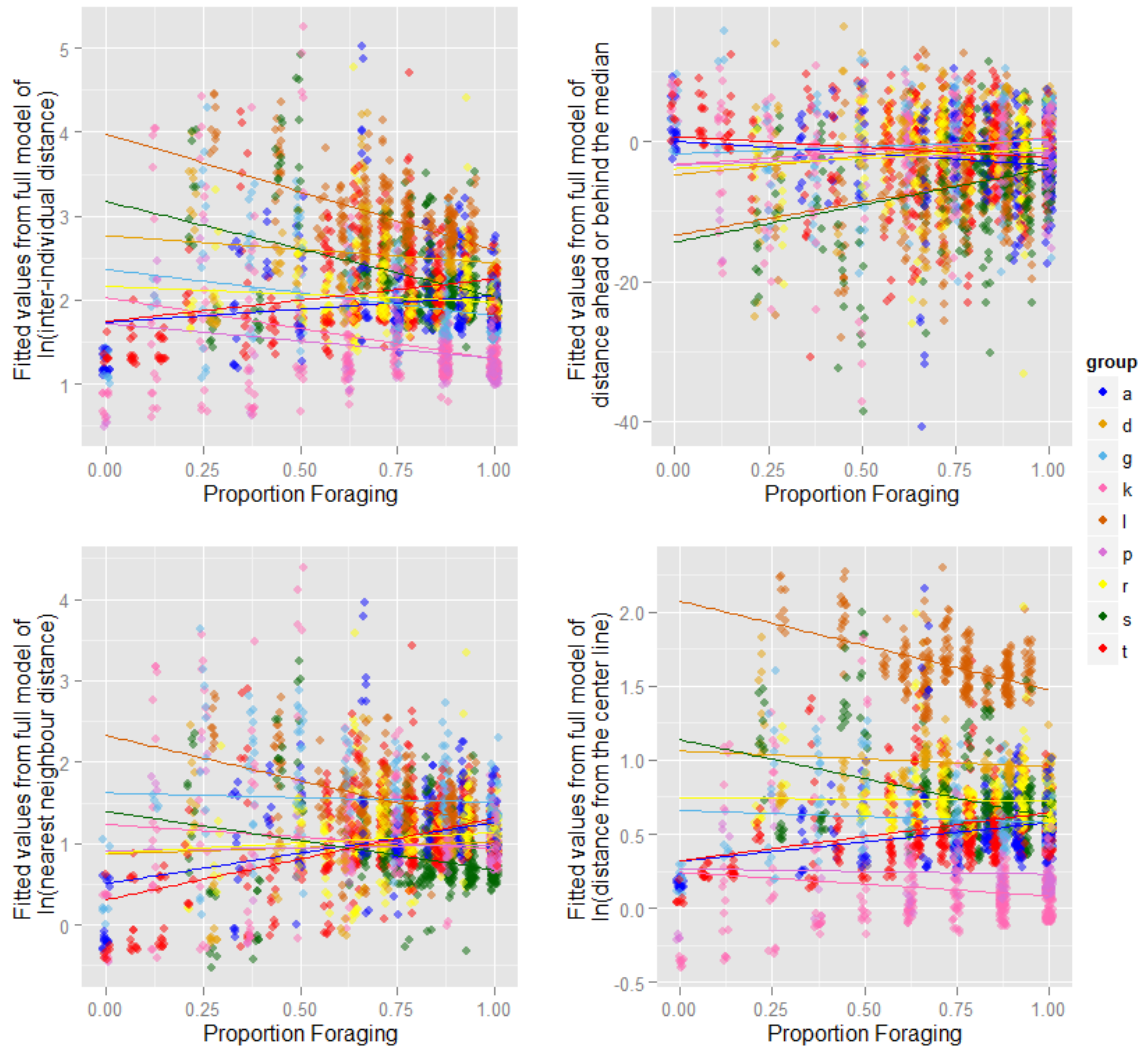 Fitted values from full model of
ln(inter-individual distance)
5
4
3
2
1
0.00 0.25 0.50 0.75 1.00
Proportion Foraging
Fitted values from full model of
distance ahead or behind the median
0
-20
-40
0.00 0.25 0.50 0.75 1.00
Proportion Foraging
Fitted values from full model of
ln(nearest neighbour distance)
4
3
2
1
0
0.00 0.25 0.50 0.75 1.00
Proportion Foraging
Fitted values from full model of
ln(distance from the center line)
2.0
1.5
1.0
0.5
0.0
-0.5
0.00 0.25 0.50 0.75 1.00
Proportion Foraging
group
a
d
g
k
l
p
r
s
t